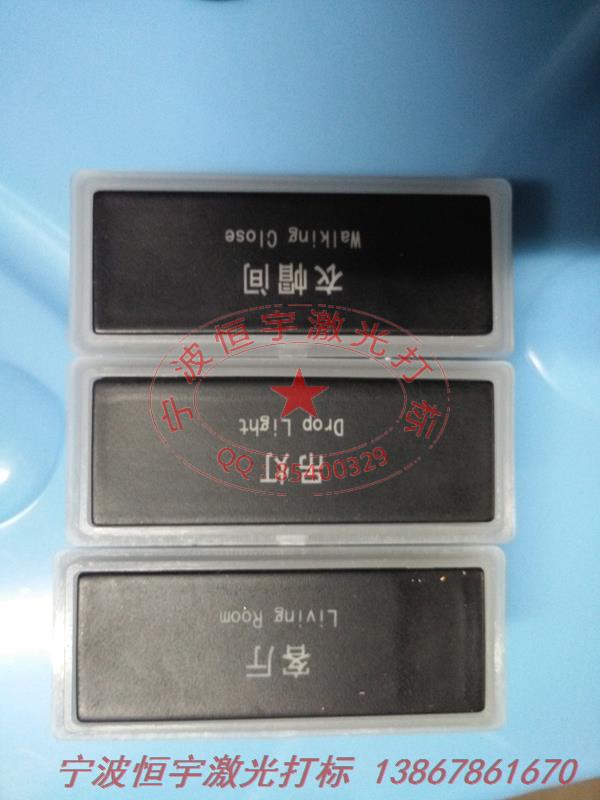 衣帽间
Walking Close
宁波恒宇激光打标
吊灯
Drop Light
QQ 85400329
客厅
Living Room
宁波恒宇激光打标 13867861670